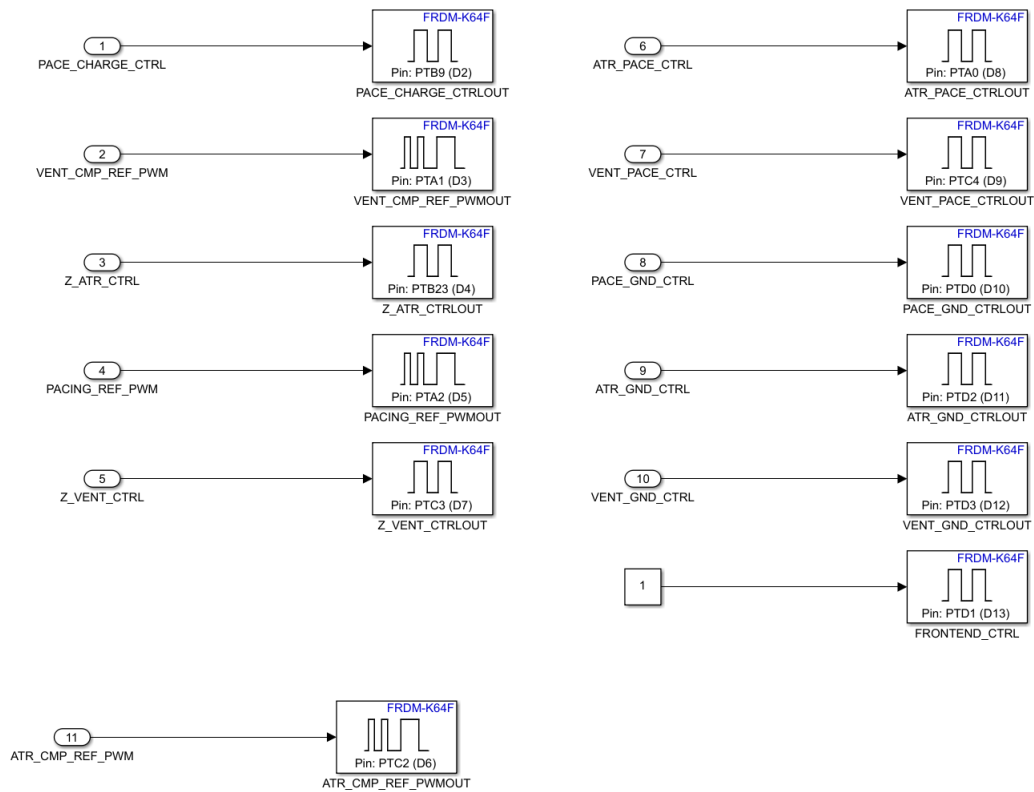 FRDM-K64F
1
Pin: PTB9 (D2)
PACE_CHARGE_CTRL
PACE_CHARGE_CTRLOUT
FRDM-K64F
2
Pin: PTA1 (D3)
VENT_CMP_REF_PWM
VENT_CMP_REF_PWMOUT
FRDM-K64F
3
Pin: PTB23 (D4)
Z_ATR_CTRL
Z_ATR_CTRLOUT
FRDM-K64F
4
Pin: PTA2 (D5)
PACING_REF_PWM
PACING_REF_PWMOUT
FRDM-K64F
5
Pin: PTC3 (D7)
Z_VENT_CTRL
Z_VENT_CTRLOUT
FRDM-K64F
6
Pin: PTA0 (D8)
ATR_PACE_CTRL
ATR_PACE_CTRLOUT
FRDM-K64F
7
Pin: PTC4 (D9)
VENT_PACE_CTRL
VENT_PACE_CTRLOUT
FRDM-K64F
8
Pin: PTD0 (D10)
PACE_GND_CTRL
PACE_GND_CTRLOUT
FRDM-K64F
9
Pin: PTD2 (D11)
ATR_GND_CTRL
ATR_GND_CTRLOUT
FRDM-K64F
10
Pin: PTD3 (D12)
VENT_GND_CTRL
VENT_GND_CTRLOUT
FRDM-K64F
1
Pin: PTD1 (D13)
FRONTEND_CTRL
FRDM-K64F
11
Pin: PTC2 (D6)
ATR_CMP_REF_PWM
ATR_CMP_REF_PWMOUT